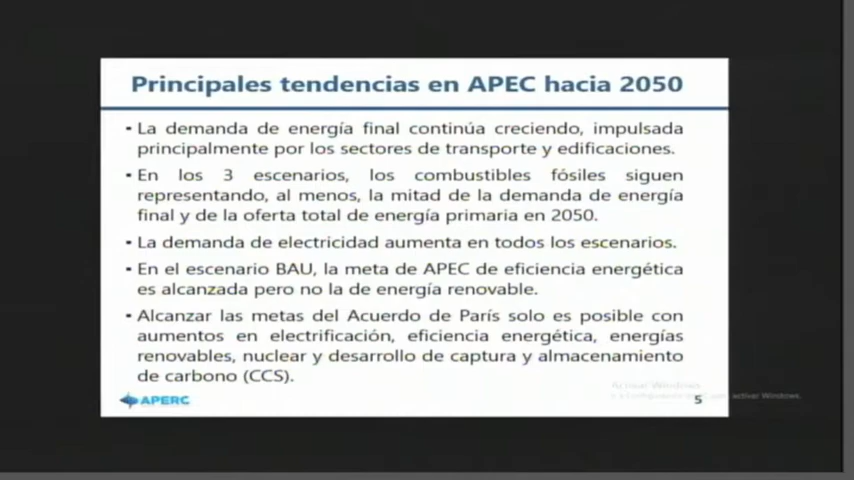 Principales tendencias en APEC hacia 2050
▪ La demanda de energía final continúa creciendo, impulsada
principalmente por los sectores de transporte y edificaciones.
▪ En los 3 escenarios, los combustibles fósiles siguen
representando, al menos, la mitad de la demanda de energía
final y de la oferta total de energía primaria en 2050.
▪ La demanda de electricidad aumenta en todos los escenarios.
▪ En el escenario BAU, la meta de APEC de eficiencia energética
es alcanzada pero no la de energía renovable.
▪ Alcanzar las metas del Acuerdo de París solo es posible con
aumentos en electrificación, eficiencia energética, energías
renovables, nuclear y desarrollo de captura y almacenamiento
de carbono (CCS).
Activar Windows
activar Windows.
APERC
5